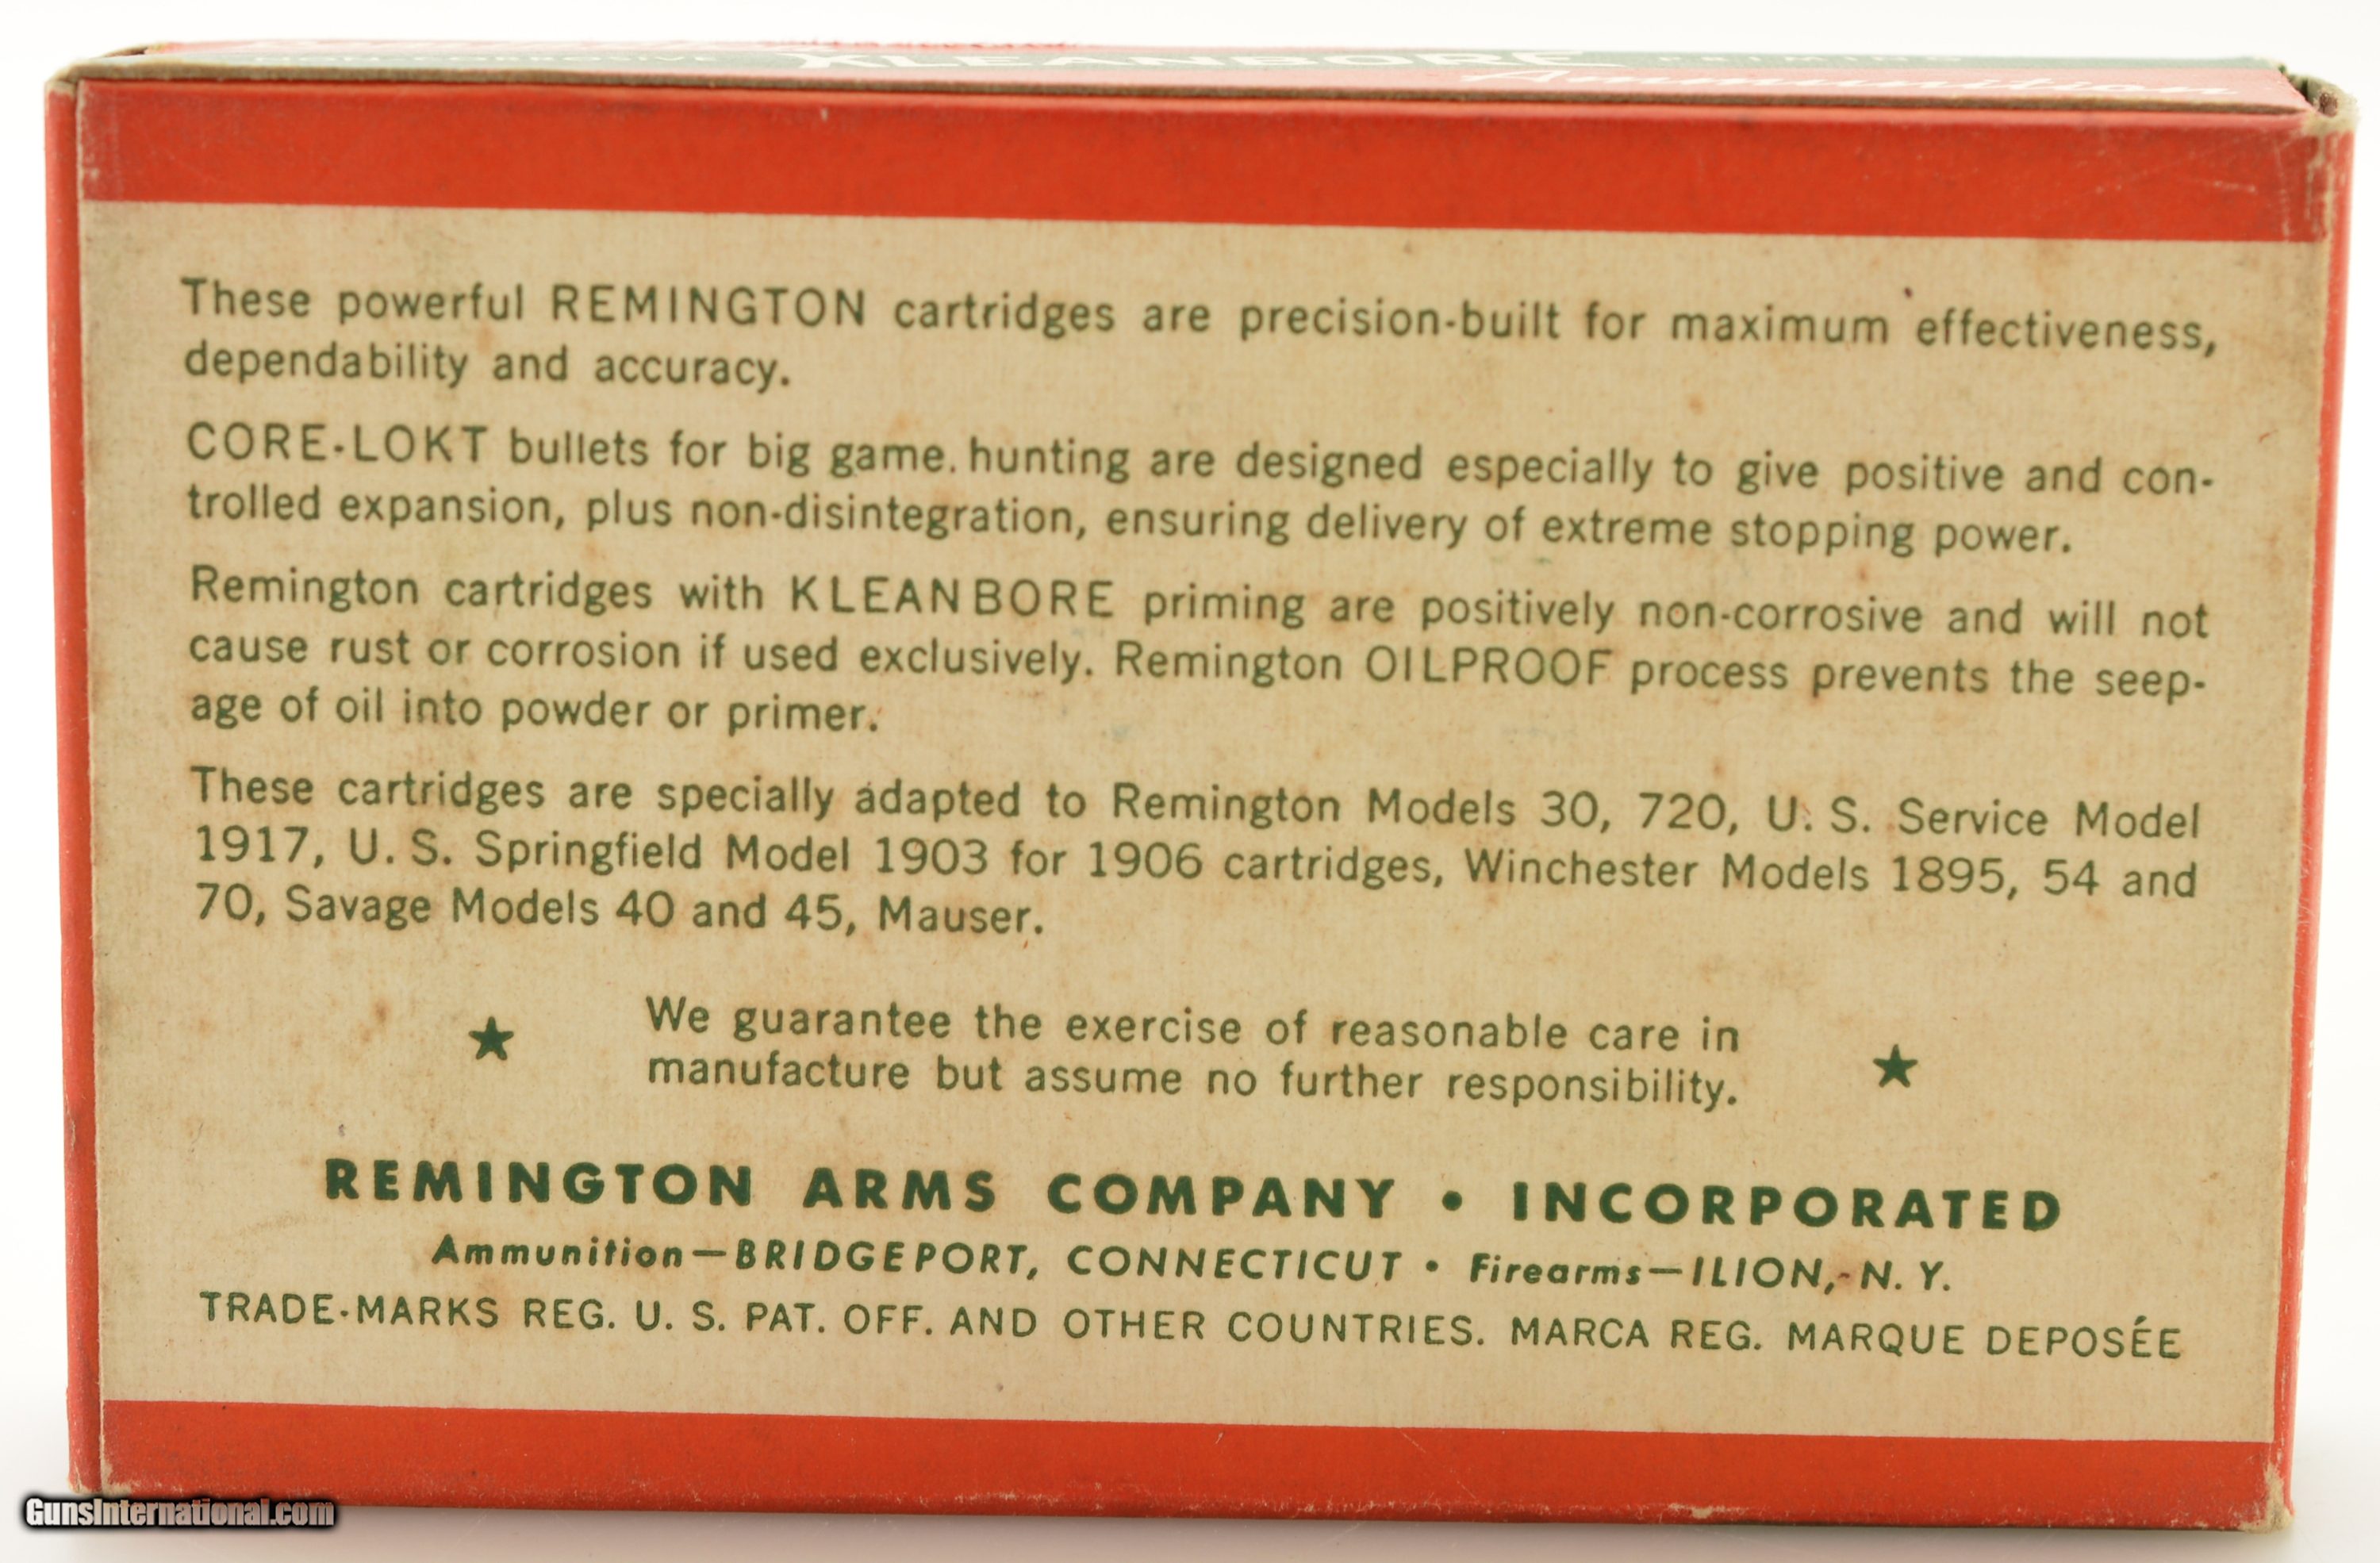 NON-CORROSIVE KLEANBORE PRIMING
Ammunition
These powerful REMINGTON cartridges are precision-built for maximum effectiveness,
dependability and accuracy.
CORE-LOKT bullets for big game hunting are designed especially to give positive and con-
trolled expansion, plus non-disintegration, ensuring delivery of extreme stopping power.
Remington cartridges with KLEANBORE priming are positively non-corrosive and will not
cause rust or corrosion if used exclusively. Remington OILPROOF process prevents the seep-
age of oil into powder or primer.
These cartridges are specially adapted to Remington Models 30, 720, U. S. Service Model
1917, U. S. Springfield Model 1903 for 1906 cartridges, Winchester Models 1895, 54 and
70, Savage Models 40 and 45, Mauser.
★ We guarantee the exercise of reasonable care in
manufacture but assume no further responsibility. ★
REMINGTON ARMS COMPANY • INCORPORATED
Ammunition—BRIDGEPORT, CONNECTICUT • Firearms—ILION, N. Y.
TRADE-MARKS REG. U. S. PAT. OFF. AND OTHER COUNTRIES. MARCA REG. MARQUE DEPOSÉE
GunsInternational.com